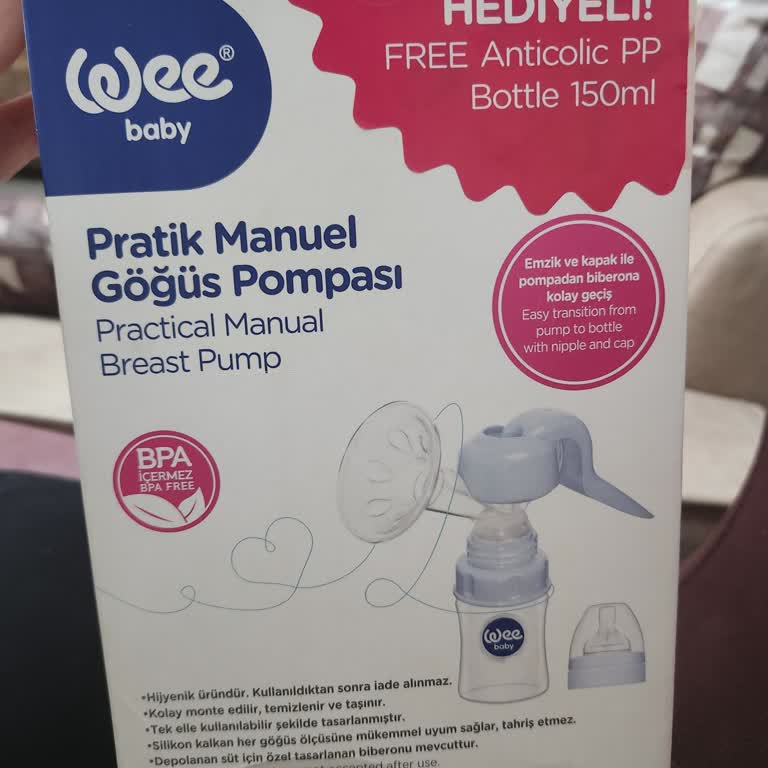 HEDİYELİ!
FREE Anticolic PP
Bottle 150ml
Wee®
baby
Pratik Manuel
Göğüs Pompası
Practical Manual
Breast Pump
Emzik ve kapak ile
pompadan biberona
kolay geçiş
Easy transition from
pump to bottle
with nipple and cap
BPA
İÇERMEZ
BPA FREE
Wee
baby
•Hijyenik üründür. Kullanıldıktan sonra iade alınmaz.
•Kolay monte edilir, temizlenir ve taşınır.
•Tek elle kullanılabilir şekilde tasarlanmıştır.
•Silikon kalkan her göğüs ölçüsüne mükemmel uyum sağlar, tahriş etmez.
•Depolanan süt için özel tasarlanan biberonu mevcuttur.
accepted after use.